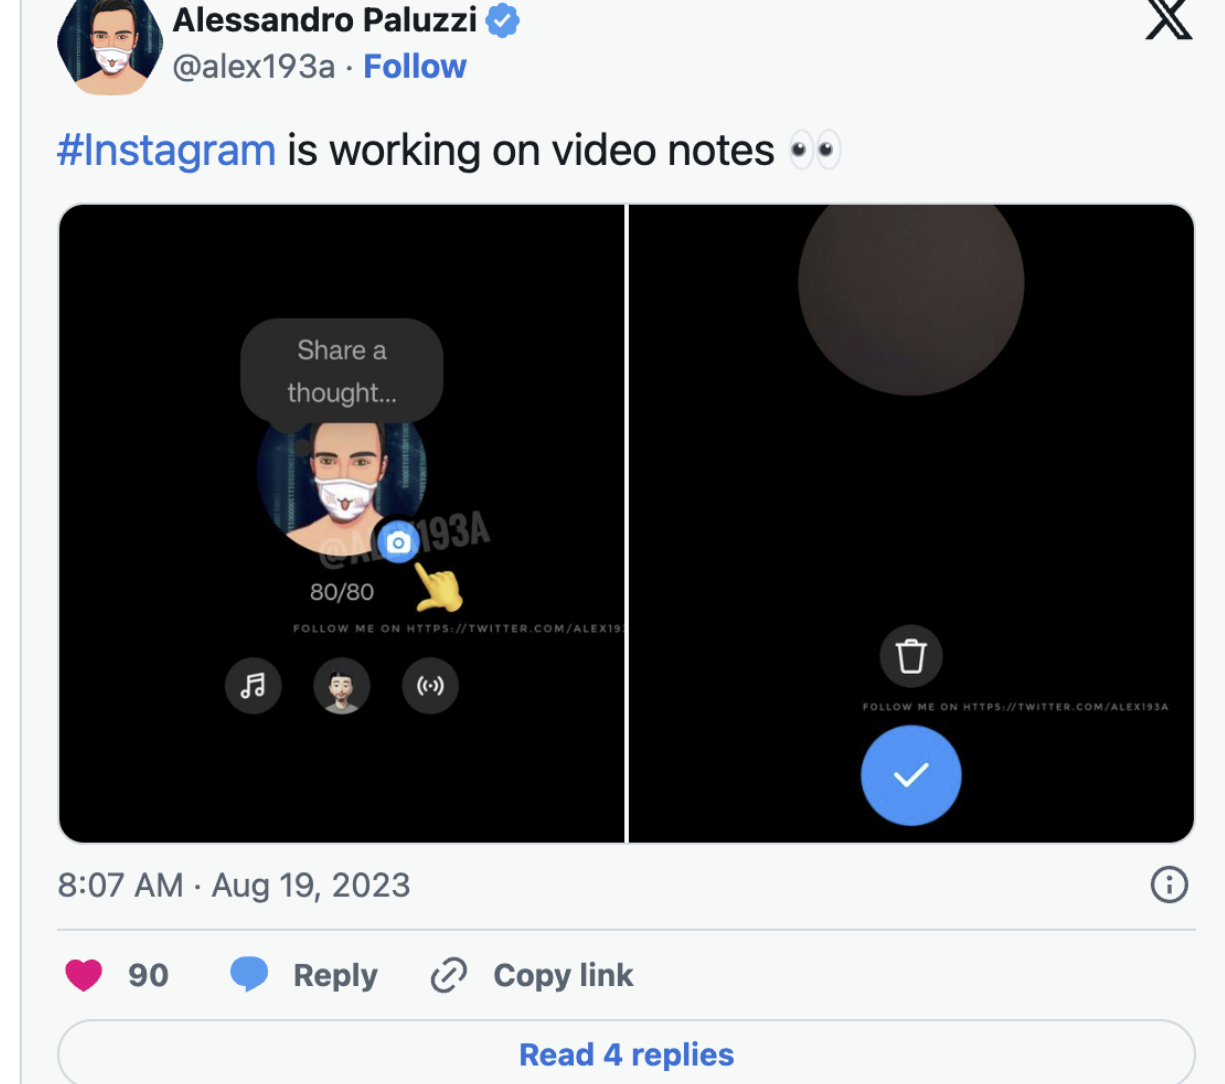 Alessandro Paluzzi
@alex193a · Follow
#Instagram is working on video notes 👀
Share a
thought...
@ALEX193A
80/80
FOLLOW ME ON HTTPS://TWITTER.COM/ALEX193
FOLLOW ME ON HTTPS://TWITTER.COM/ALEX193A
8:07 AM · Aug 19, 2023
90 Reply Copy link
Read 4 replies